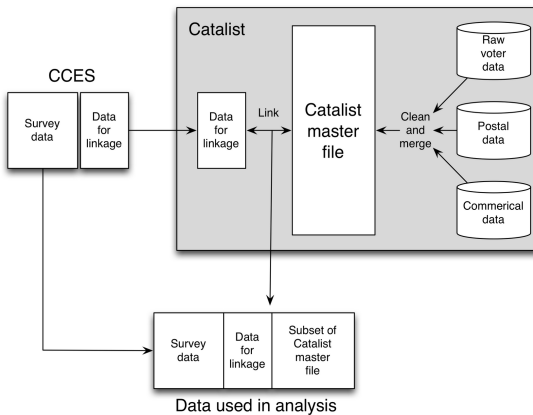 Catalist
CCES
Survey
data
Data
for
linkage
Data
for
linkage
Link
Catalist
master
file
Clean
and
merge
Raw
voter
data
Postal
data
Commerical
data
Survey
data
Data
for
linkage
Subset of
Catalist
master
file
Data used in analysis